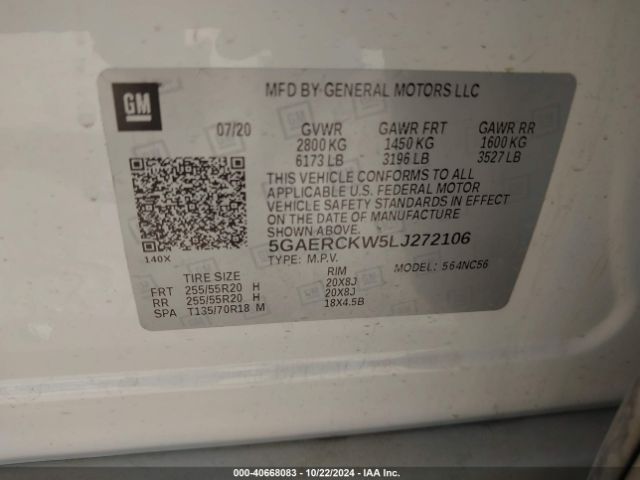 GM
MFD BY GENERAL MOTORS LLC
07/20 GVWR GAWR FRT GAWR RR
2800 KG 1450 KG 1600 KG
6173 LB 3196 LB 3527 LB
THIS VEHICLE CONFORMS TO ALL
APPLICABLE U.S. FEDERAL MOTOR
VEHICLE SAFETY STANDARDS IN EFFECT
ON THE DATE OF MANUFACTURE
SHOWN ABOVE.
140X
5GAERCKW5LJ272106
TYPE: M.P.V. MODEL: 564NC56
TIRE SIZE RIM
FRT 255/55R20 H 20X8J
RR 255/55R20 H 20X8J
SPA T135/70R18 M 18X4.5B
000-40668083 - 10/22/2024 - IAA Inc.